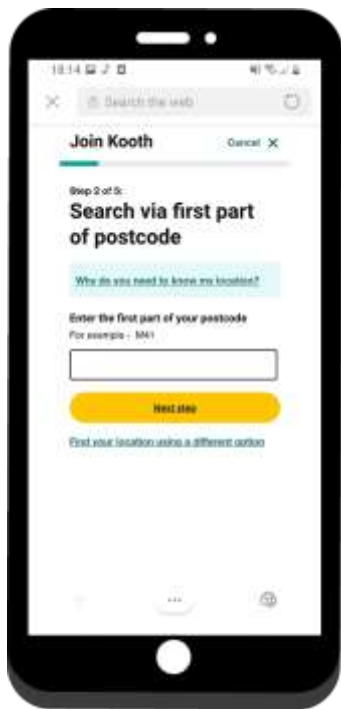 18:14
Search the web
Join Kooth Cancel X
Step 2 of 5:
Search via first part
of postcode
Why do you need to know my location?
Enter the first part of your postcode
For example - M41
Next step
Find your location using a different option